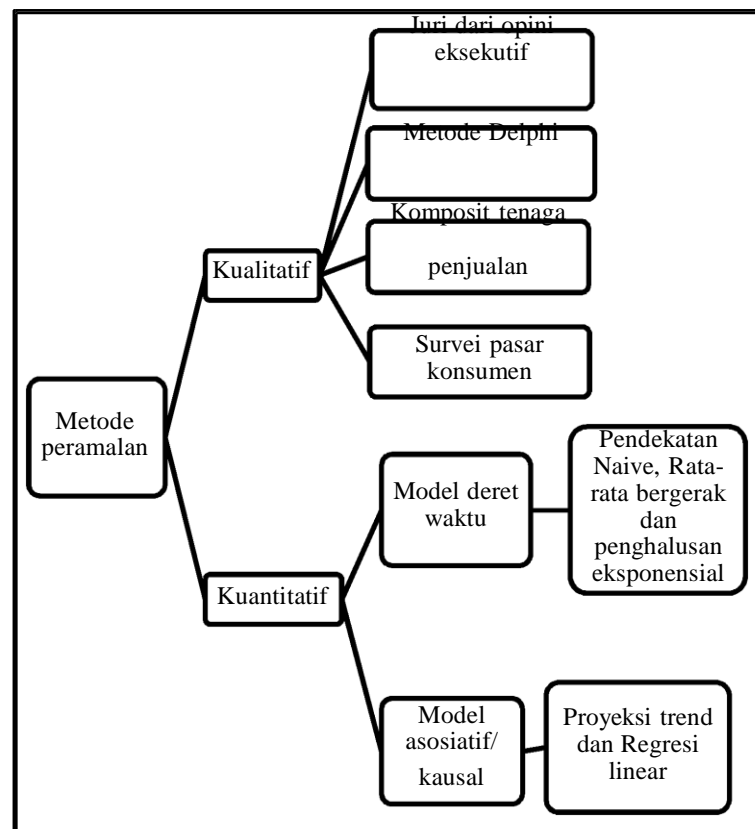 Juri dari opini
eksekutif
Metode Delphi
Komposit tenaga
penjualan
Kualitatif
Survei pasar
konsumen
Metode
peramalan
Pendekatan
Naive, Rata-
rata bergerak
dan
penghalusan
eksponensial
Model deret
waktu
Kuantitatif
Model
asosiatif/
kausal
Proyeksi trend
dan Regresi
linear